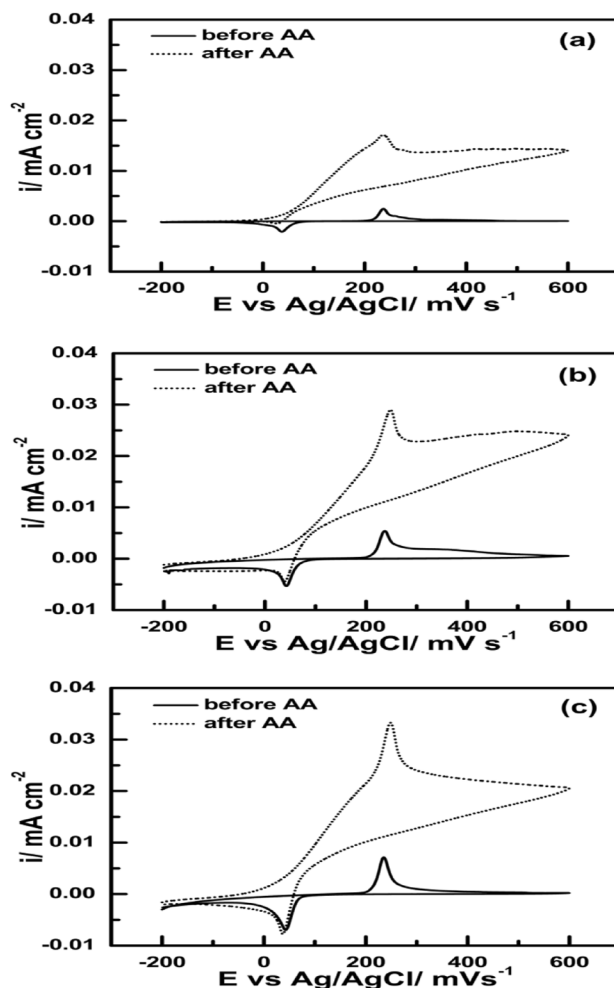 0.04
before AA
after AA
(a)
0.03
0.02
0.01
0.00
-0.01
i/ mA cm-2
-200 0 200 400 600
E vs Ag/AgCl/ mV s-1
0.04
before AA
after AA
(b)
0.03
0.02
0.01
0.00
-0.01
i/ mA cm-2
-200 0 200 400 600
E vs Ag/AgCl/ mV s-1
0.04
before AA
after AA
(c)
0.03
0.02
0.01
0.00
-0.01
i/ mA cm-2
-200 0 200 400 600
E vs Ag/AgCl/ mVs-1